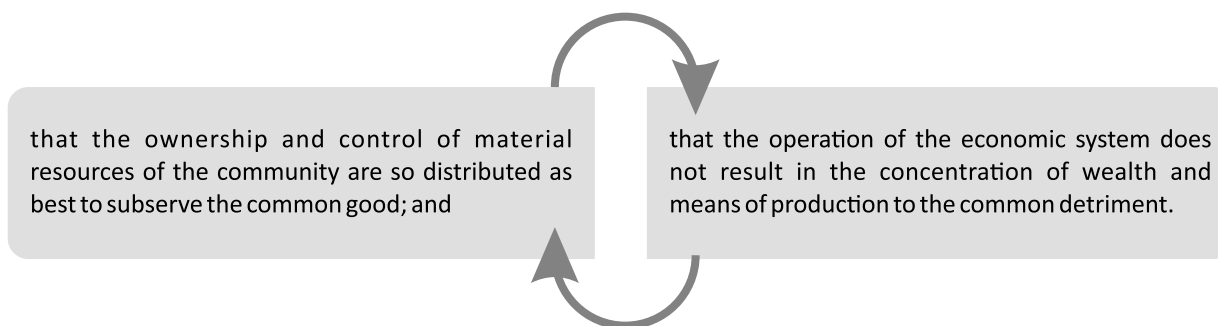 that the ownership and control of material
resources of the community are so distributed as
best to subserve the common good; and
that the operation of the economic system does
not result in the concentration of wealth and
means of production to the common detriment.